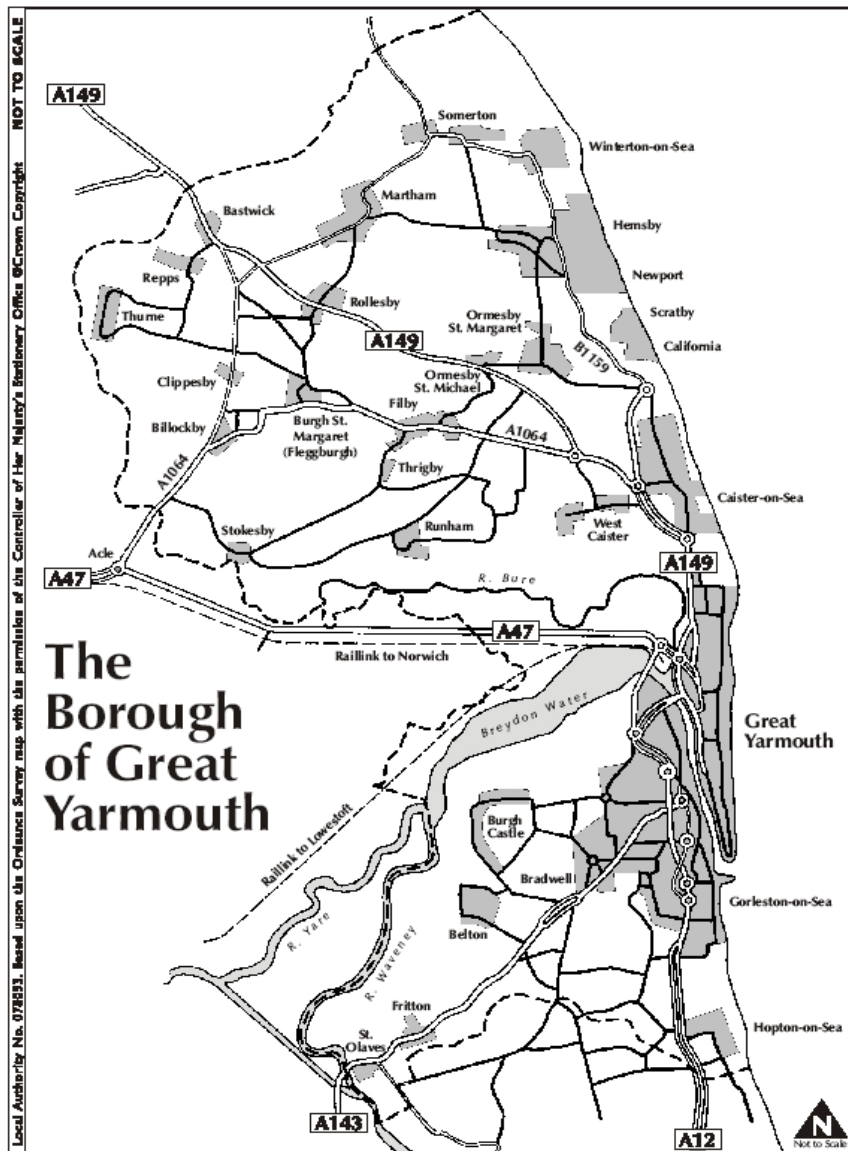 Local Authority No. 078053. Based upon the Ordnance Survey map with the permission of the Controller of Her Majesty's Stationery Office ©Crown Copyright NOT TO SCALE
A149
Somerton
Winterton-on-Sea
Martham
Bastwick
Hemsby
Repps
Newport
Thurne
Rollesby
Ormesby
St. Margaret
Scratby
A149
B1159
California
Clippesby
Ormesby
St. Michael
Filby
Billockby
Burgh St.
Margaret
(Fleggburgh)
A1064
A1064
Thrigby
Caister-on-Sea
Stokesby
Runham
West
Caister
Acle
A149
A47
R. Bure
A47
Raillink to Norwich
The
Borough
of Great
Yarmouth
Breydon Water
Great
Yarmouth
Raillink to Lowestoft
Burgh
Castle
Bradwell
Gorleston-on-Sea
Belton
R. Yare
R. Waveney
Fritton
Hopton-on-Sea
St.
Olaves
A143
A12
N
Not to Scale